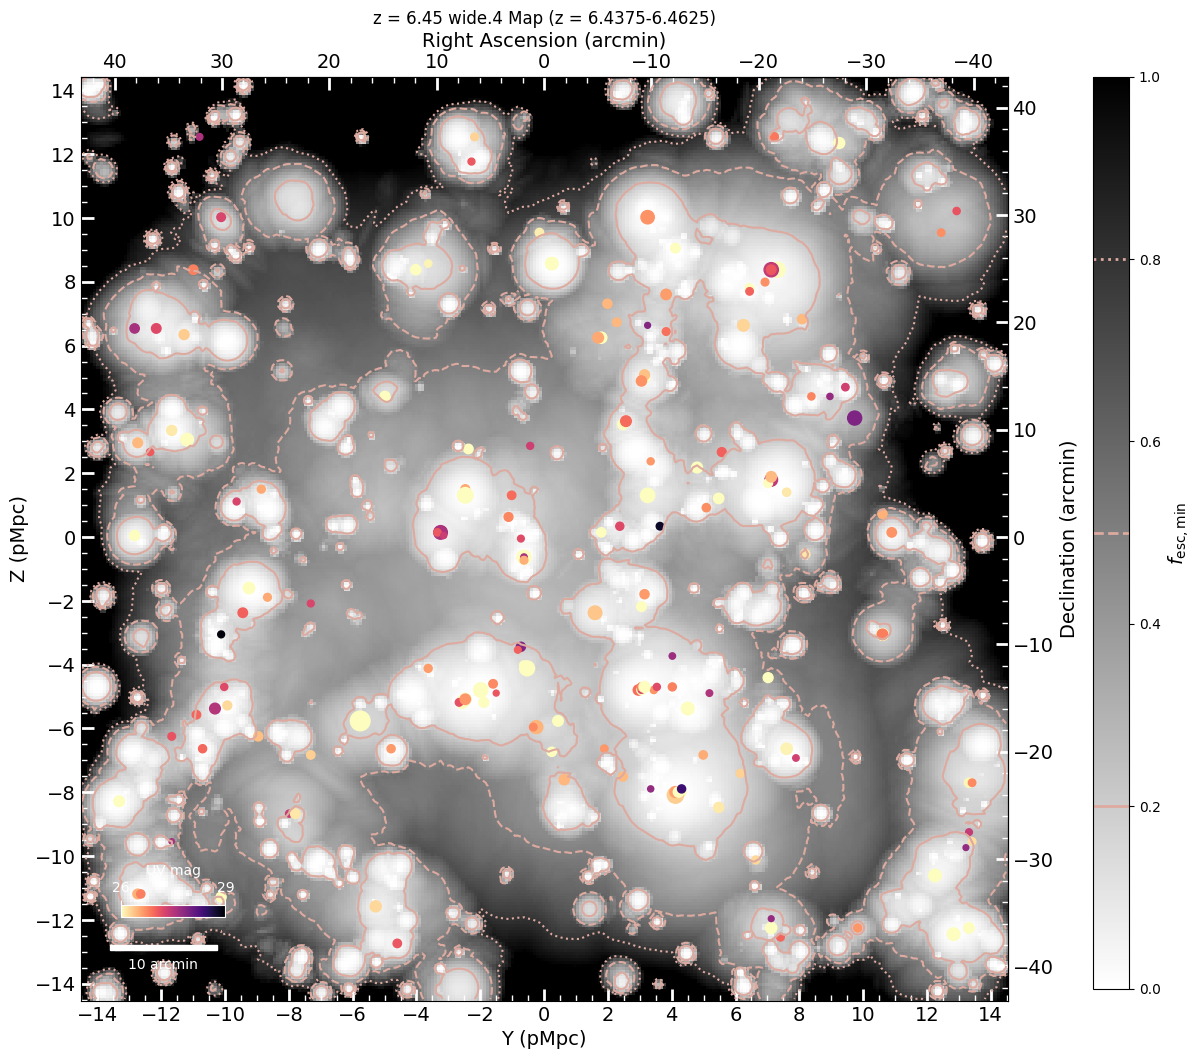 z = 6.45 wide.4 Map (z = 6.4375-6.4625)
Right Ascension (arcmin)
40 30 20 10 0 −10 −20 −30 −40
14 12 10 8 6 4 2 0 −2 −4 −6 −8 −10 −12 −14
Z (pMpc)
40 30 20 10 0 −10 −20 −30 −40
Declination (arcmin)
1.0 0.8 0.6 0.4 0.2 0.0
f_esc,min
UV mag
26 29
10 arcmin
−14 −12 −10 −8 −6 −4 −2 0 2 4 6 8 10 12 14
Y (pMpc)